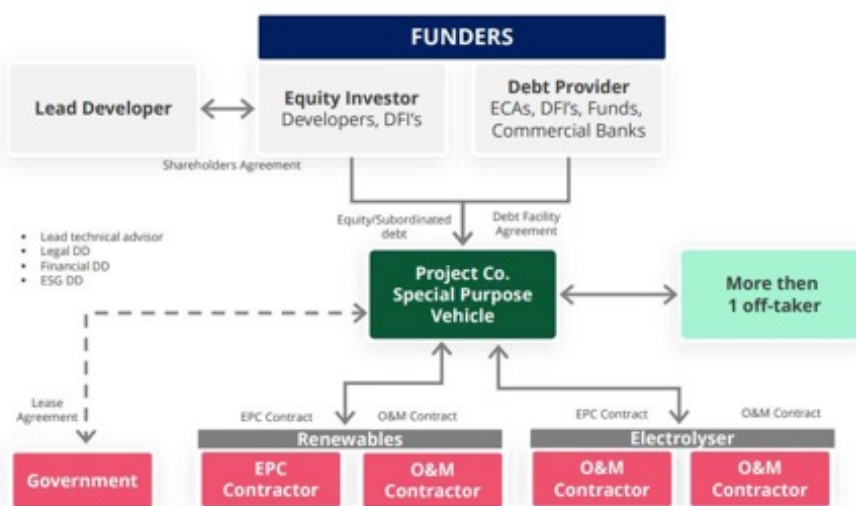 FUNDERS
Lead Developer
Equity Investor
Developers, DFI's
Debt Provider
ECAs, DFI's, Funds,
Commercial Banks
Shareholders Agreement
Equity/Subordinated
debt
Debt Facility
Agreement
• Lead technical advisor
• Legal DD
• Financial DD
• ESG DD
Project Co.
Special Purpose
Vehicle
More then
1 off-taker
Lease
Agreement
EPC Contract
O&M Contract
EPC Contract
O&M Contract
Renewables
Electrolyser
Government
EPC
Contractor
O&M
Contractor
O&M
Contractor
O&M
Contractor